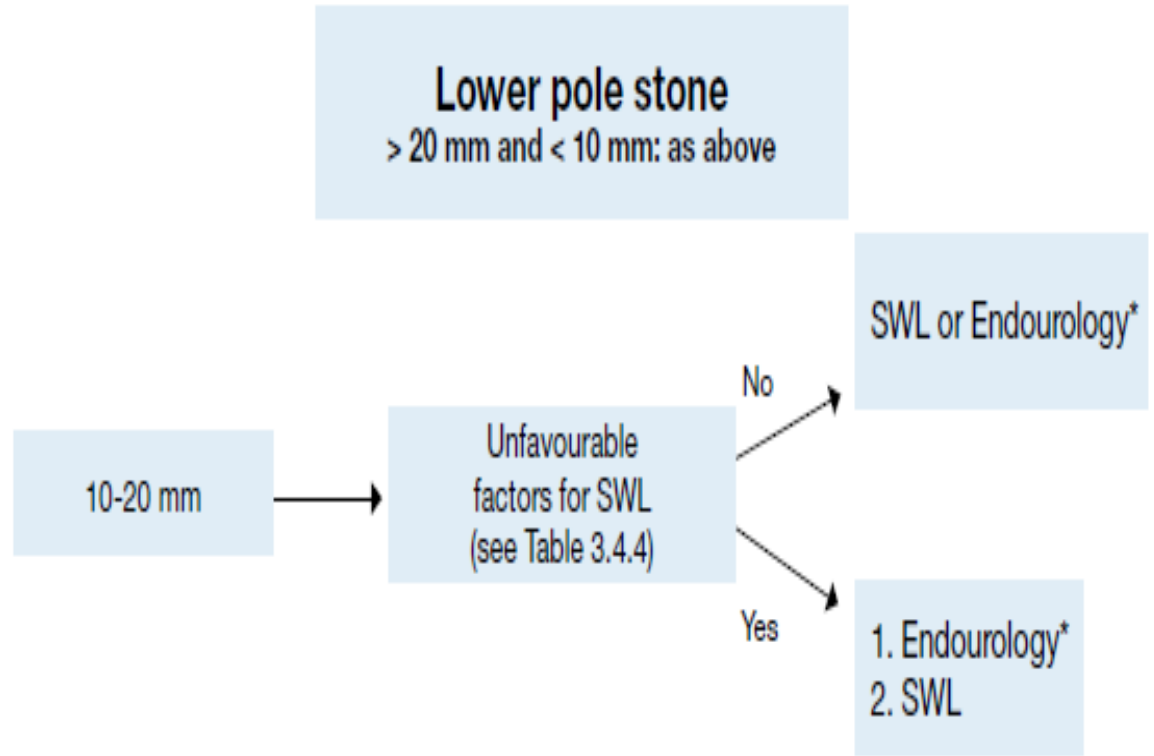 Lower pole stone
> 20 mm and < 10 mm: as above
SWL or Endourology*
No
10-20 mm
Unfavourable
factors for SWL
(see Table 3.4.4)
Yes
1. Endourology*
2. SWL